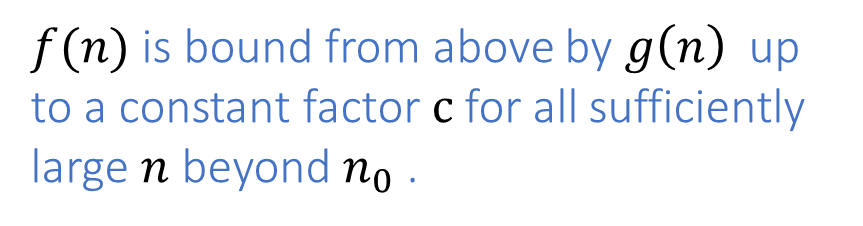 f(n) is bound from above by g(n) up
to a constant factor c for all sufficiently
large n beyond n₀ .